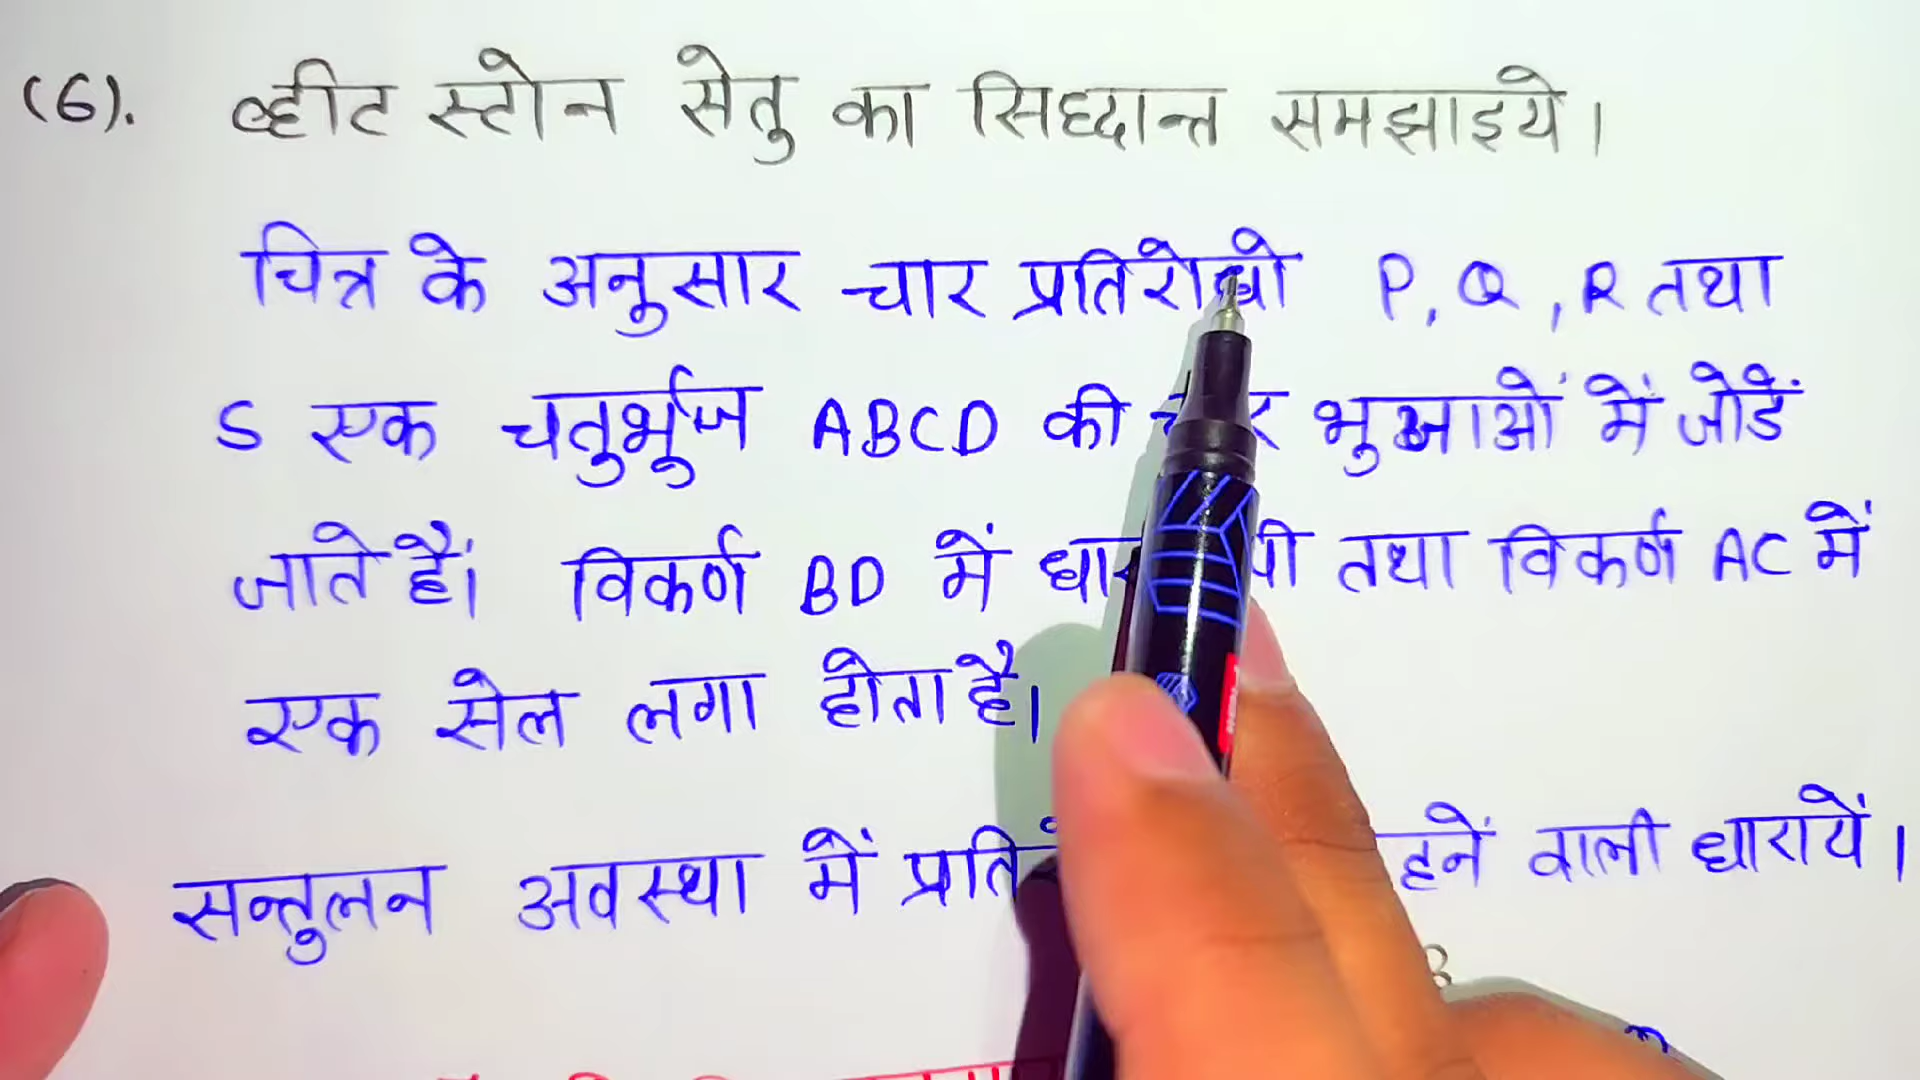 (6). व्हीट स्टोन सेतु का सिध्दान्त समझाइये।
चित्र के अनुसार चार प्रतिरोधो P, Q, R तथा
S एक चतुर्भुज ABCD की भुजाओं में जोडें
जाते हैं। विकर्ण BD में तथा विकर्ण AC में
एक सेल लगा होता है।
सन्तुलन अवस्था में वाली धारायें।
B